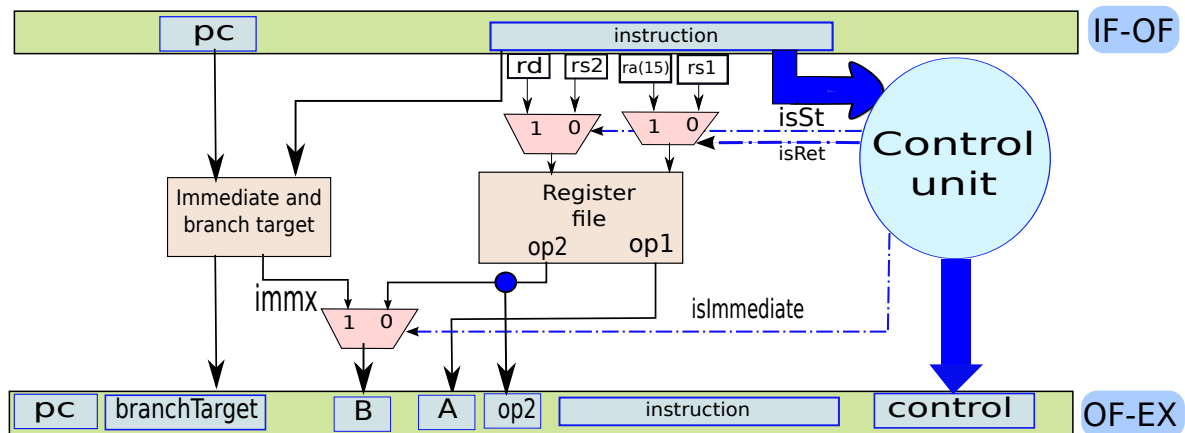 pc
instruction
IF-OF
rd
rs2
ra(15)
rs1
1 0
1 0
isSt
isRet
Control
unit
Immediate and
branch target
Register
file
op2
op1
immx
1 0
isImmediate
pc
branchTarget
B
A
op2
instruction
control
OF-EX